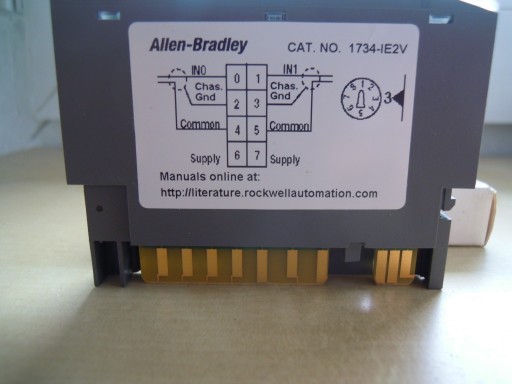 Allen-Bradley CAT. NO. 1734-IE2V
IN0 0 1 IN1
Chas. Gnd 2 3 Chas. Gnd
Common 4 5 Common
Supply 6 7 Supply
3
Manuals online at:
http://literature.rockwellautomation.com